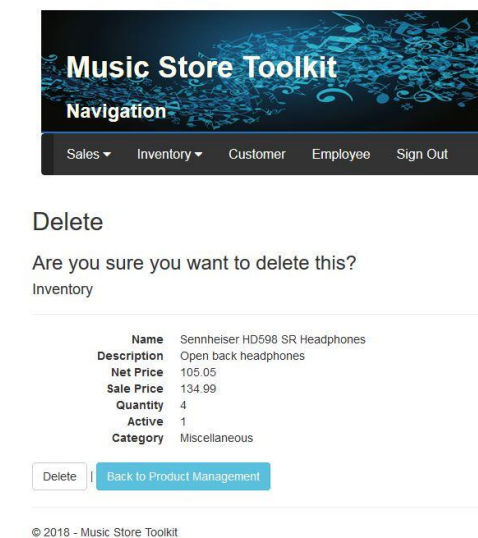 Music Store Toolkit
Navigation
Sales Inventory Customer Employee Sign Out
Delete
Are you sure you want to delete this?
Inventory
Name Sennheiser HD598 SR Headphones
Description Open back headphones
Net Price 105.05
Sale Price 134.99
Quantity 4
Active 1
Category Miscellaneous
Delete | Back to Product Management
© 2018 - Music Store Toolkit